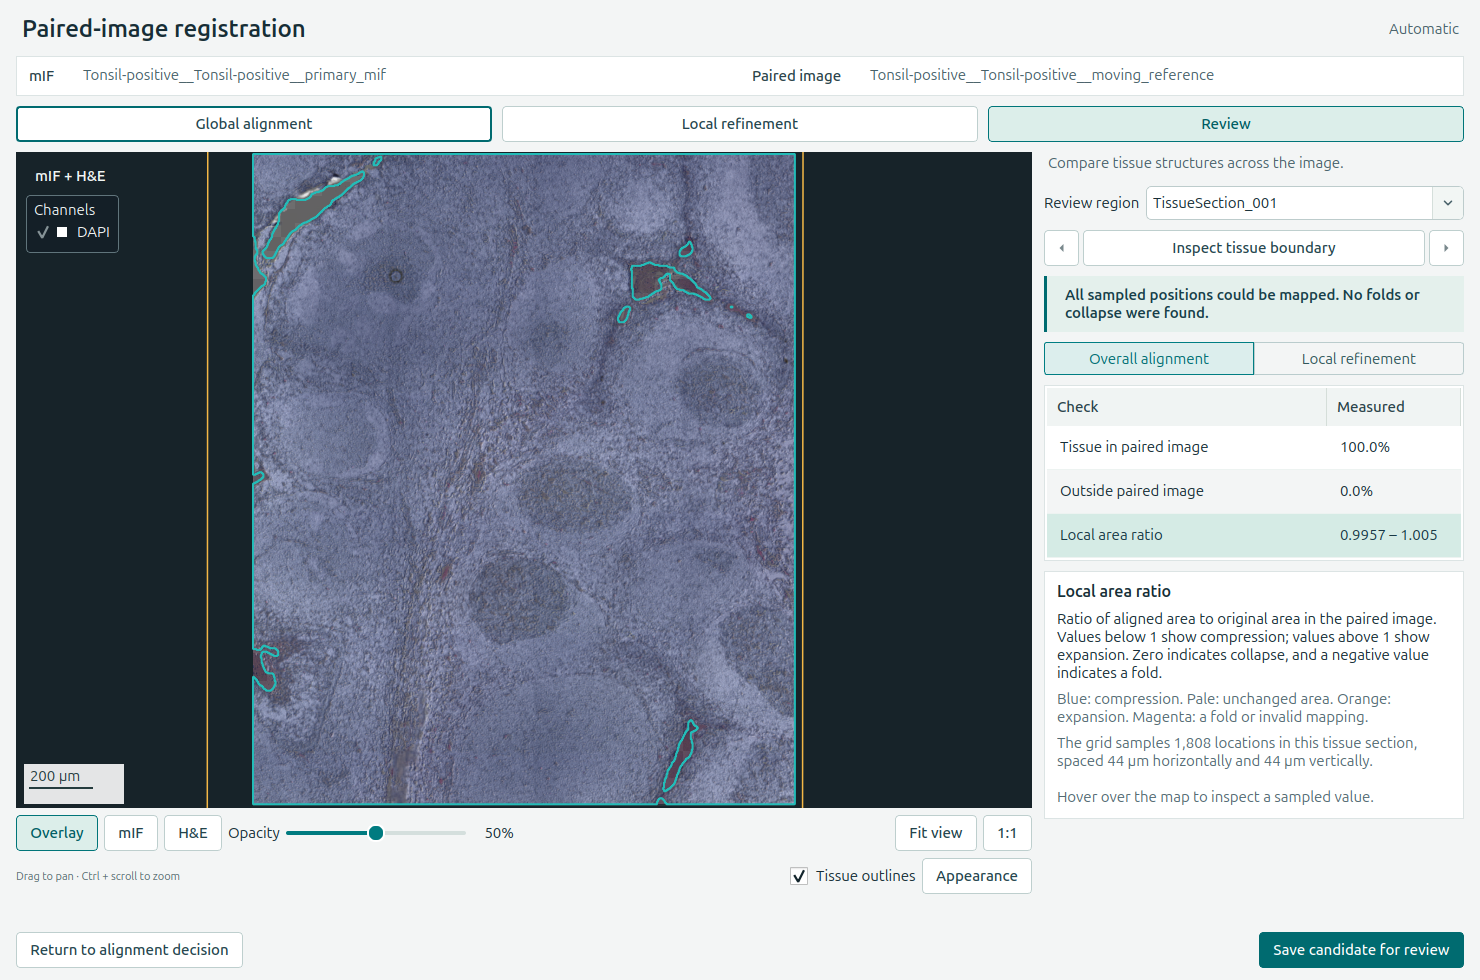 Paired-image registration
Automatic
mIF Tonsil-positive__Tonsil-positive__primary_mif
Paired image Tonsil-positive__Tonsil-positive__moving_reference
Global alignment
Local refinement
Review
mIF + H&E
Channels
DAPI
200 µm
Compare tissue structures across the image.
Review region TissueSection_001
Inspect tissue boundary
All sampled positions could be mapped. No folds or
collapse were found.
Overall alignment
Local refinement
Check Measured
Tissue in paired image 100.0%
Outside paired image 0.0%
Local area ratio 0.9957 – 1.005
Local area ratio
Ratio of aligned area to original area in the paired image.
Values below 1 show compression; values above 1 show
expansion. Zero indicates collapse, and a negative value
indicates a fold.
Blue: compression. Pale: unchanged area. Orange:
expansion. Magenta: a fold or invalid mapping.
The grid samples 1,808 locations in this tissue section,
spaced 44 µm horizontally and 44 µm vertically.
Hover over the map to inspect a sampled value.
Overlay
mIF
H&E
Opacity 50%
Fit view
1:1
Drag to pan · Ctrl + scroll to zoom
Tissue outlines
Appearance
Return to alignment decision
Save candidate for review